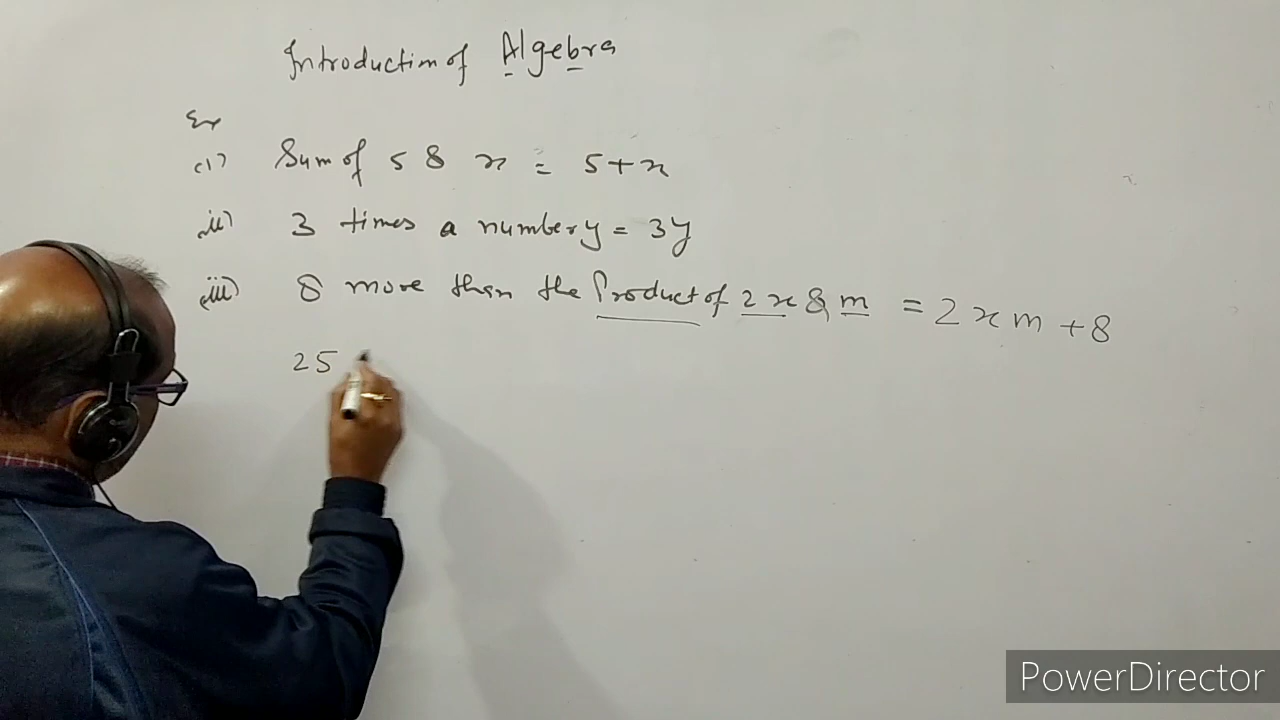 Introduction of Algebra
Ex
(i) Sum of 5 & x = 5+x
(ii) 3 times a number y = 3y
(iii) 8 more than the Product of 2x & m = 2xm +8
25
PowerDirector